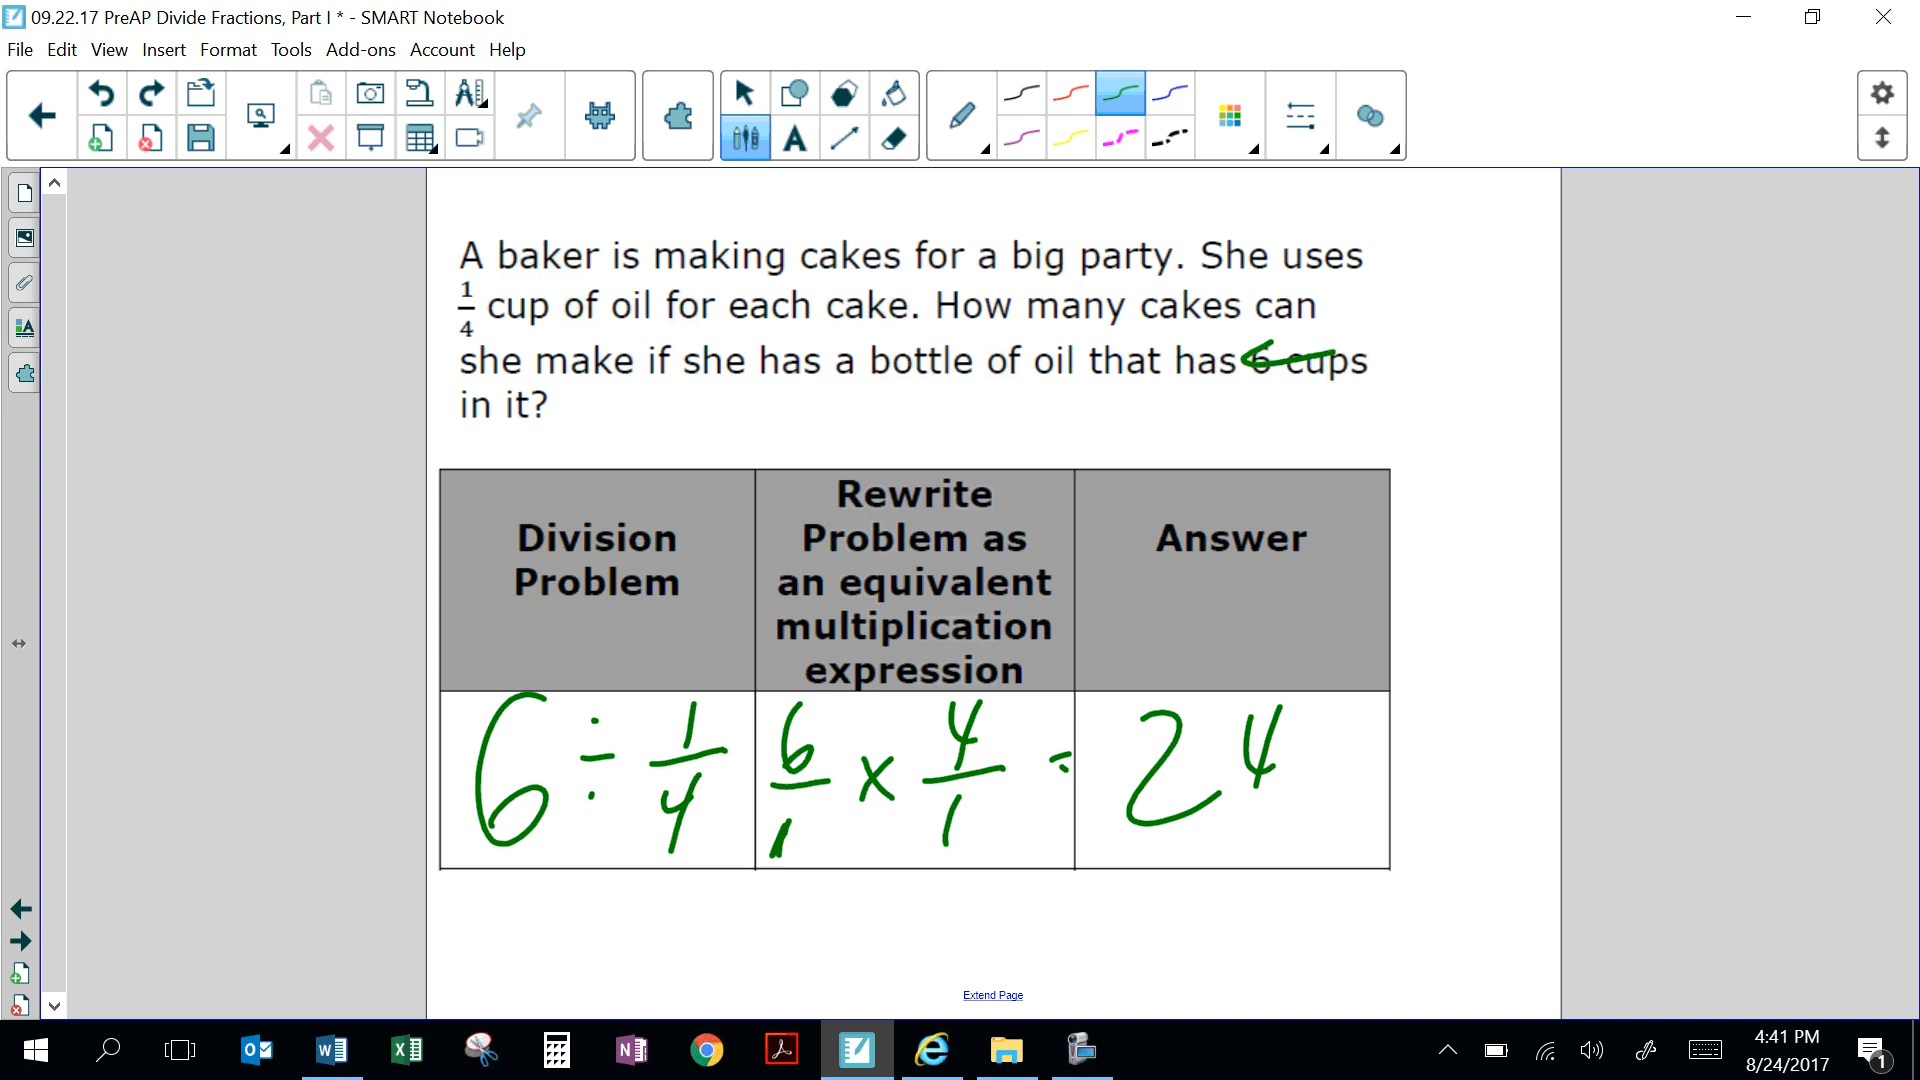 09.22.17 PreAP Divide Fractions, Part I * - SMART Notebook
File Edit View Insert Format Tools Add-ons Account Help
A baker is making cakes for a big party. She uses
1/4 cup of oil for each cake. How many cakes can
she make if she has a bottle of oil that has 6 cups
in it?
Division
Problem
Rewrite
Problem as
an equivalent
multiplication
expression
Answer
6 ÷ 1/4
6/1 x 4/1 =
24
Extend Page
4:41 PM
8/24/2017
1